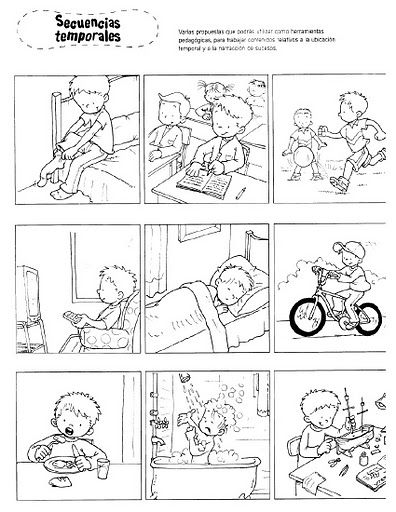 Secuencias
temporales
Varias propuestas que podrás utilizar como herramientas
pedagógicas, para trabajar contenidos relativos a la ubicación
temporal y a la narración de sucesos.